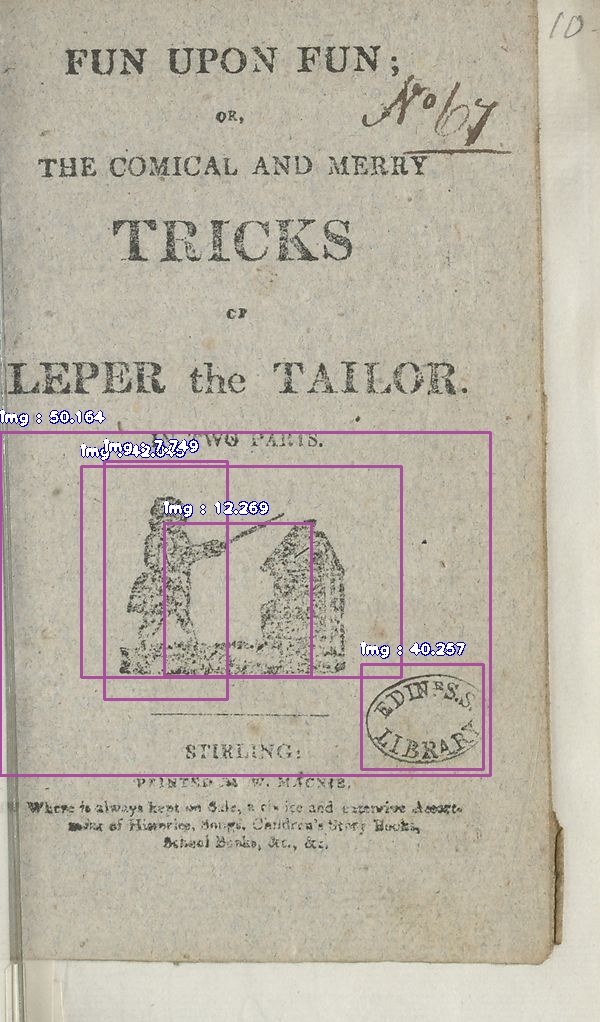 10-
FUN UPON FUN;
No 67
OR,
THE COMICAL AND MERRY
TRICKS
OF
LEPER the TAILOR.
IN TWO PARTS.
img : 50.164
img : 7.749
img : 12.269
img : 40.257
EDINR. S.S.
LIBRARY
STIRLING:
PRINTED BY W. MACNIE,
Where is always kept on Sale, a choice and extensive Assort-
ment of Histories, Songs, Children's Story Books,
School Books, &c., &c.